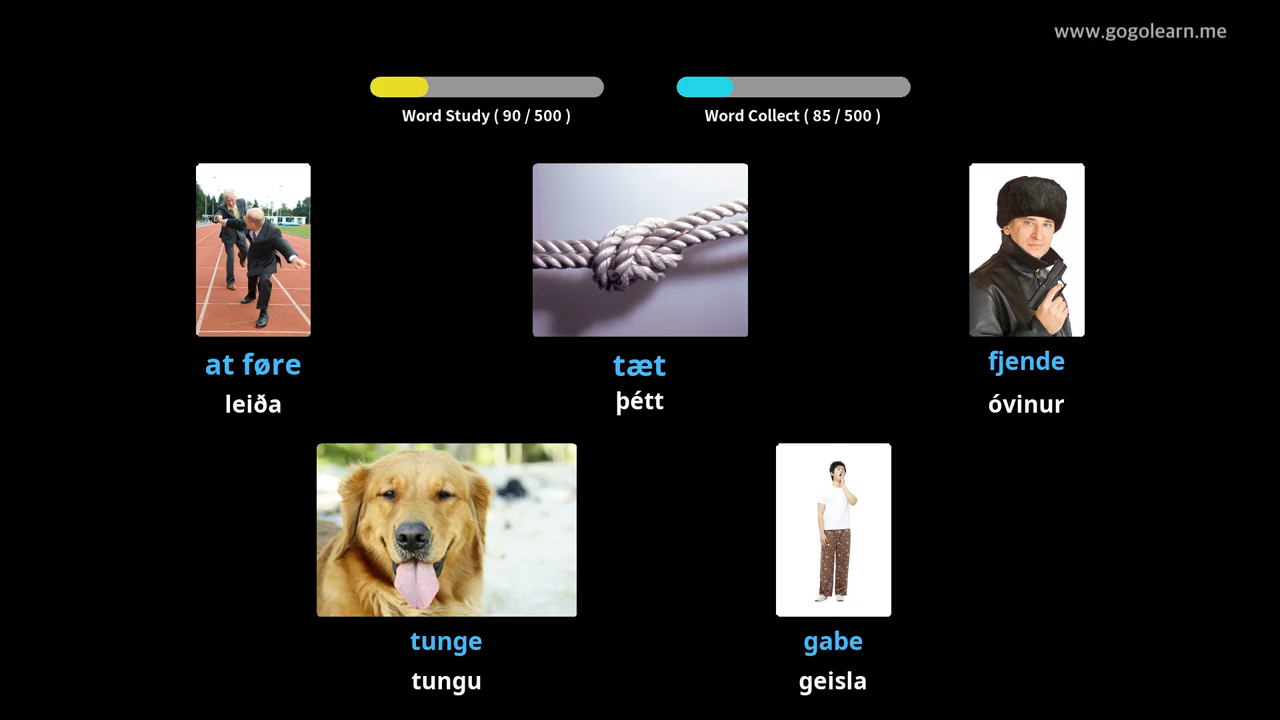 www.gogolearn.me
Word Study ( 90 / 500 )
Word Collect ( 85 / 500 )
at føre
leiða
tæt
þétt
fjende
óvinur
tunge
tungu
gabe
geisla